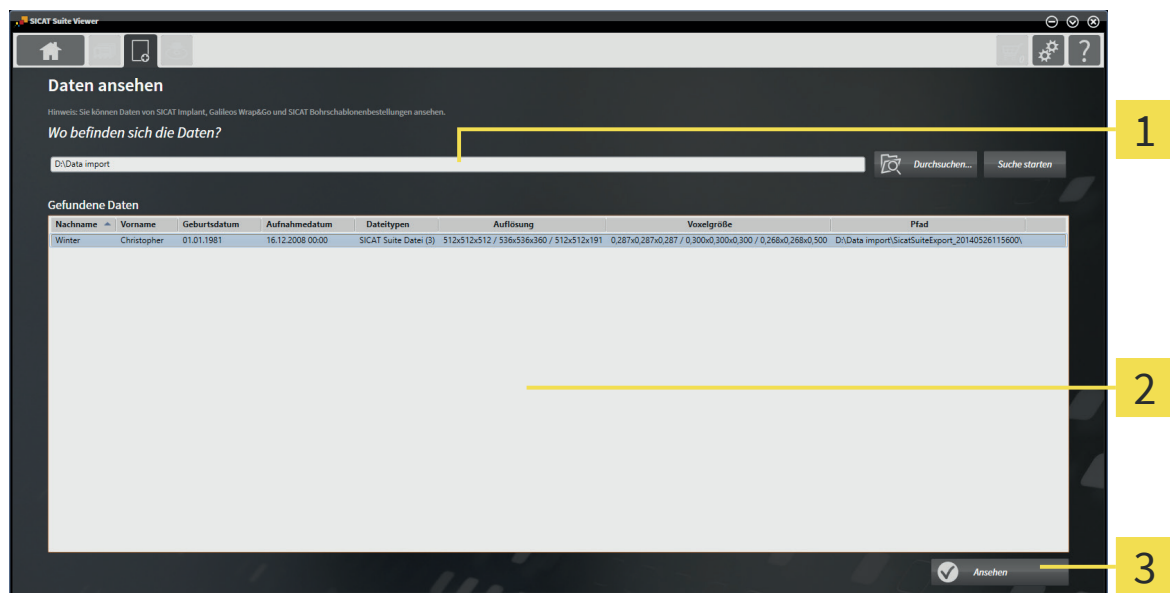 SICAT Suite Viewer
?
Daten ansehen
Hinweis: Sie können Daten von SICAT Implant, Galileos Wrap&Go und SICAT Bohrschablonenbestellungen ansehen.
Wo befinden sich die Daten?
1
D:\Data import
Durchsuchen...
Suche starten
Gefundene Daten
Nachname Vorname Geburtsdatum Aufnahmedatum Dateitypen Auflösung Voxelgröße Pfad
Winter Christopher 01.01.1981 16.12.2008 00:00 SICAT Suite Datei (3) 512x512x512 / 536x536x360 / 512x512x191 0,287x0,287x0,287 / 0,300x0,300x0,300 / 0,268x0,268x0,500 D:\Data import\SicatSuiteExport_20140526115600\
2
Ansehen
3